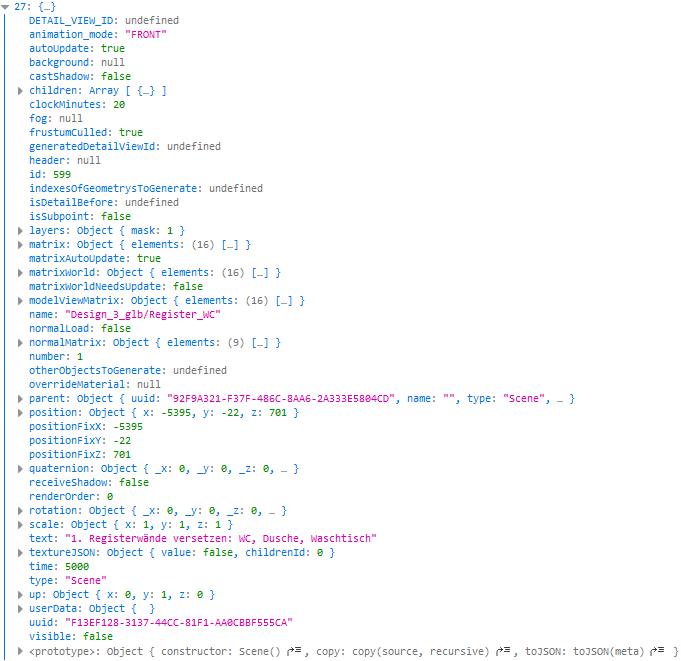 27: {…}
DETAIL_VIEW_ID: undefined
animation_mode: "FRONT"
autoUpdate: true
background: null
castShadow: false
children: Array [ {…} ]
clockMinutes: 20
fog: null
frustumCulled: true
generatedDetailViewId: undefined
header: null
id: 599
indexesOfGeometrysToGenerate: undefined
isDetailBefore: undefined
isSubpoint: false
layers: Object { mask: 1 }
matrix: Object { elements: (16) […] }
matrixAutoUpdate: true
matrixWorld: Object { elements: (16) […] }
matrixWorldNeedsUpdate: false
modelViewMatrix: Object { elements: (16) […] }
name: "Design_3_glb/Register_WC"
normalLoad: false
normalMatrix: Object { elements: (9) […] }
number: 1
otherObjectsToGenerate: undefined
overrideMaterial: null
parent: Object { uuid: "92F9A321-F37F-486C-8AA6-2A333E5804CD", name: "", type: "Scene", … }
position: Object { x: -5395, y: -22, z: 701 }
positionFixX: -5395
positionFixY: -22
positionFixZ: 701
quaternion: Object { _x: 0, _y: 0, _z: 0, … }
receiveShadow: false
renderOrder: 0
rotation: Object { _x: 0, _y: 0, _z: 0, … }
scale: Object { x: 1, y: 1, z: 1 }
text: "1. Registerwände versetzen: WC, Dusche, Waschtisch"
textureJSON: Object { value: false, childrenId: 0 }
time: 5000
type: "Scene"
up: Object { x: 0, y: 1, z: 0 }
userData: Object {  }
uuid: "F13EF128-3137-44CC-81F1-AA0CBBF555CA"
visible: false
<prototype>: Object { constructor: Scene(), copy: copy(source, recursive), toJSON: toJSON(meta) }